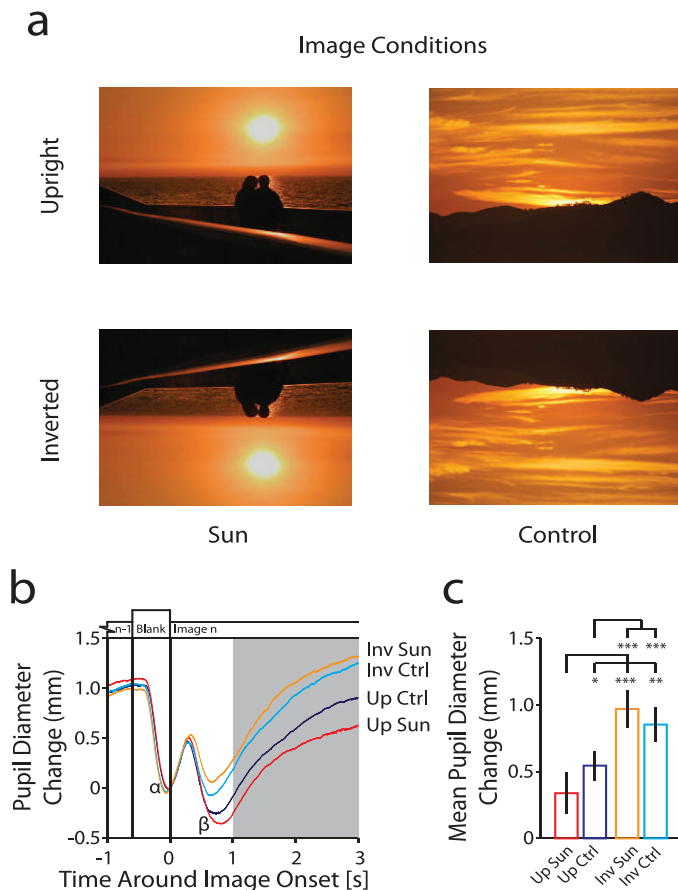 a
Image Conditions
Upright
Inverted
Sun
Control
b
n-1 Blank Image n
Pupil Diameter
Change (mm)
1.5
1.0
0.5
0
-0.5
α
β
Inv Sun
Inv Ctrl
Up Ctrl
Up Sun
-1 0 1 2 3
Time Around Image Onset [s]
c
Mean Pupil Diameter
Change (mm)
1.5
1.0
0.5
0
*** ***
* *** **
Up Sun
Up Ctrl
Inv Sun
Inv Ctrl